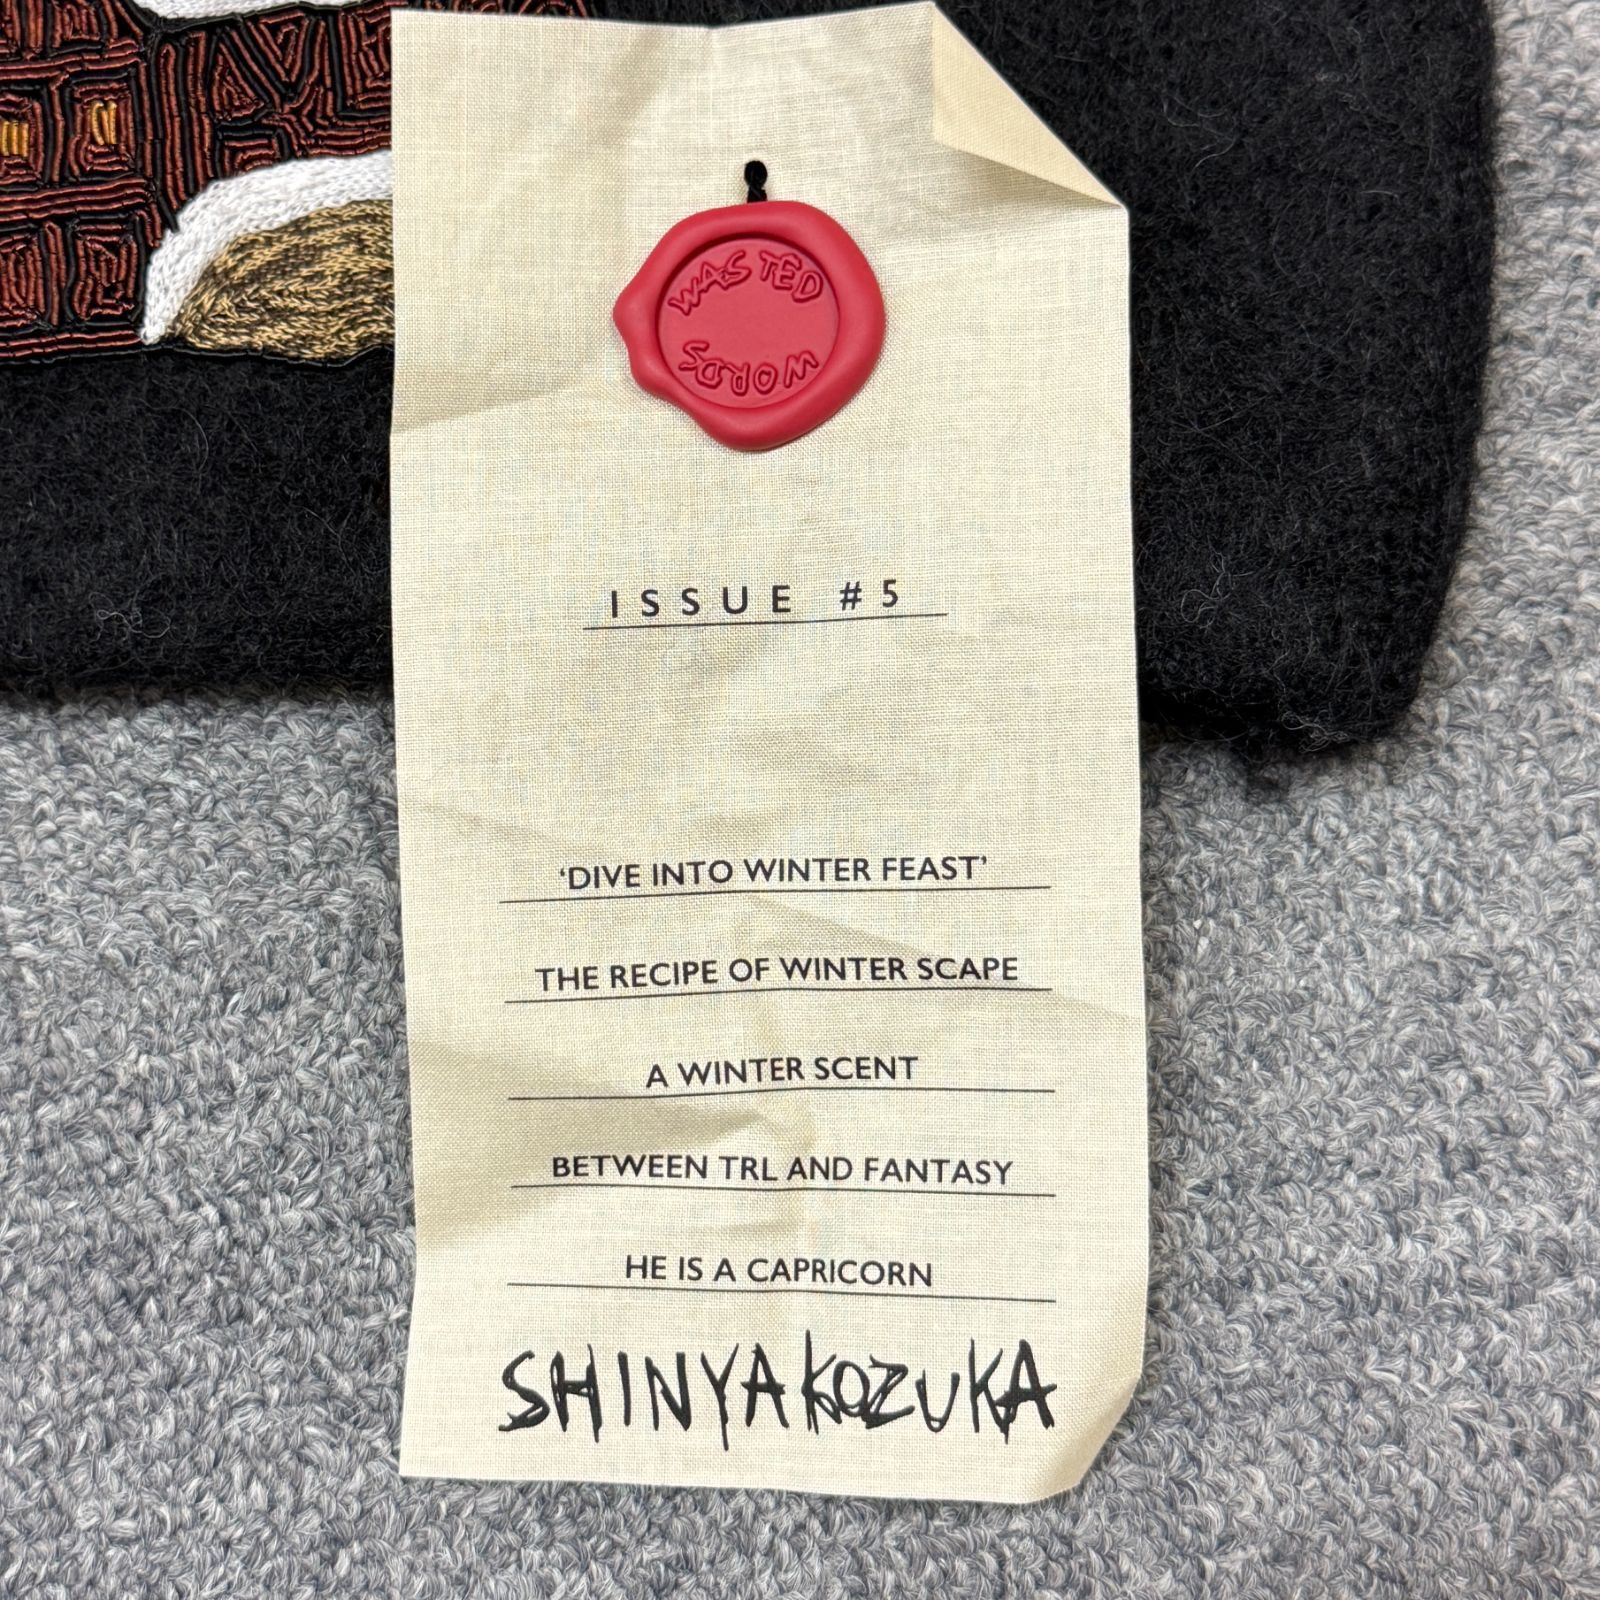 WASTED
WORDS
ISSUE #5
‘DIVE INTO WINTER FEAST’
THE RECIPE OF WINTER SCAPE
A WINTER SCENT
BETWEEN TRL AND FANTASY
HE IS A CAPRICORN
SHINYAKOZUKA